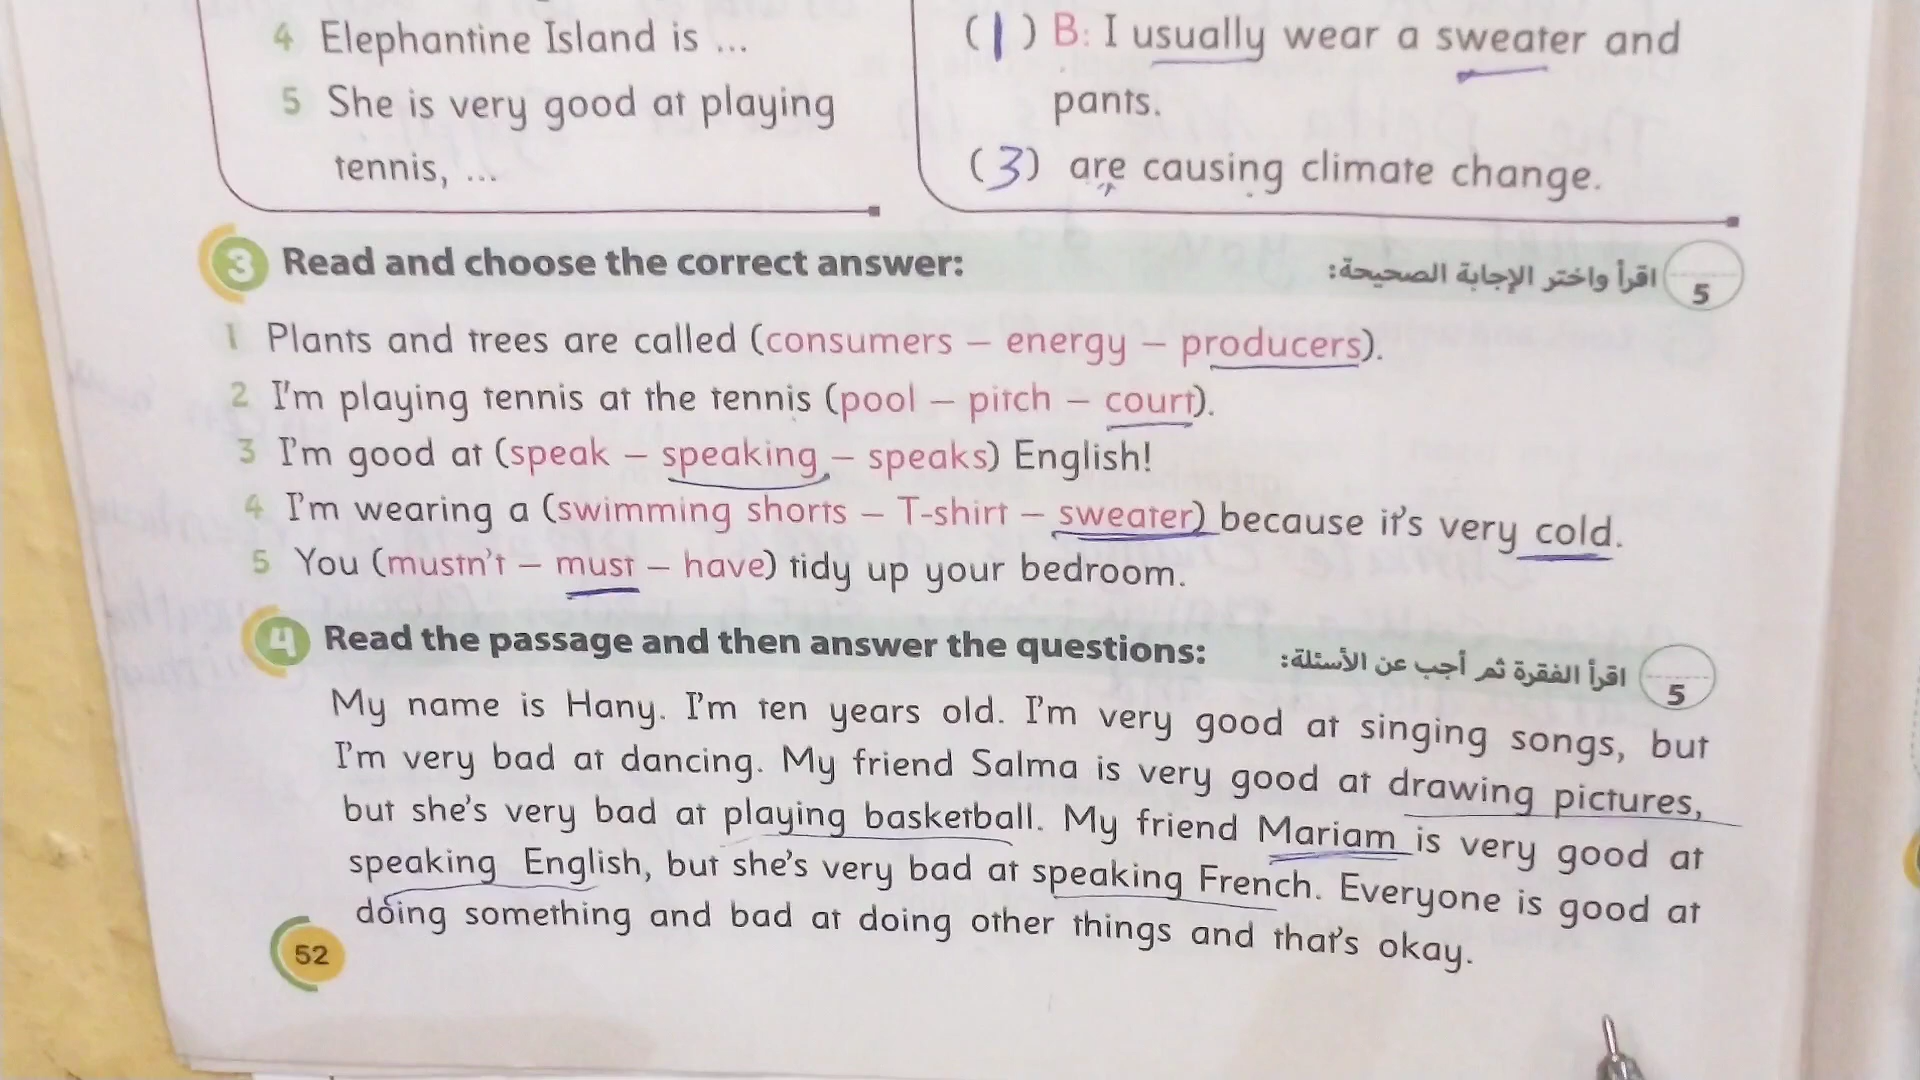 4 Elephantine Island is ...
5 She is very good at playing
tennis, ...
(1) B: I usually wear a sweater and
pants.
(3) are causing climate change.
3 Read and choose the correct answer:
اقرأ واختر الإجابة الصحيحة:
5
1 Plants and trees are called (consumers – energy – producers).
2 I'm playing tennis at the tennis (pool – pitch – court).
3 I'm good at (speak – speaking – speaks) English!
4 I'm wearing a (swimming shorts – T-shirt – sweater) because it's very cold.
5 You (mustn't – must – have) tidy up your bedroom.
4 Read the passage and then answer the questions:
اقرأ الفقرة ثم أجب عن الأسئلة:
5
My name is Hany. I'm ten years old. I'm very good at singing songs, but
I'm very bad at dancing. My friend Salma is very good at drawing pictures,
but she's very bad at playing basketball. My friend Mariam is very good at
speaking English, but she's very bad at speaking French. Everyone is good at
doing something and bad at doing other things and that's okay.
52